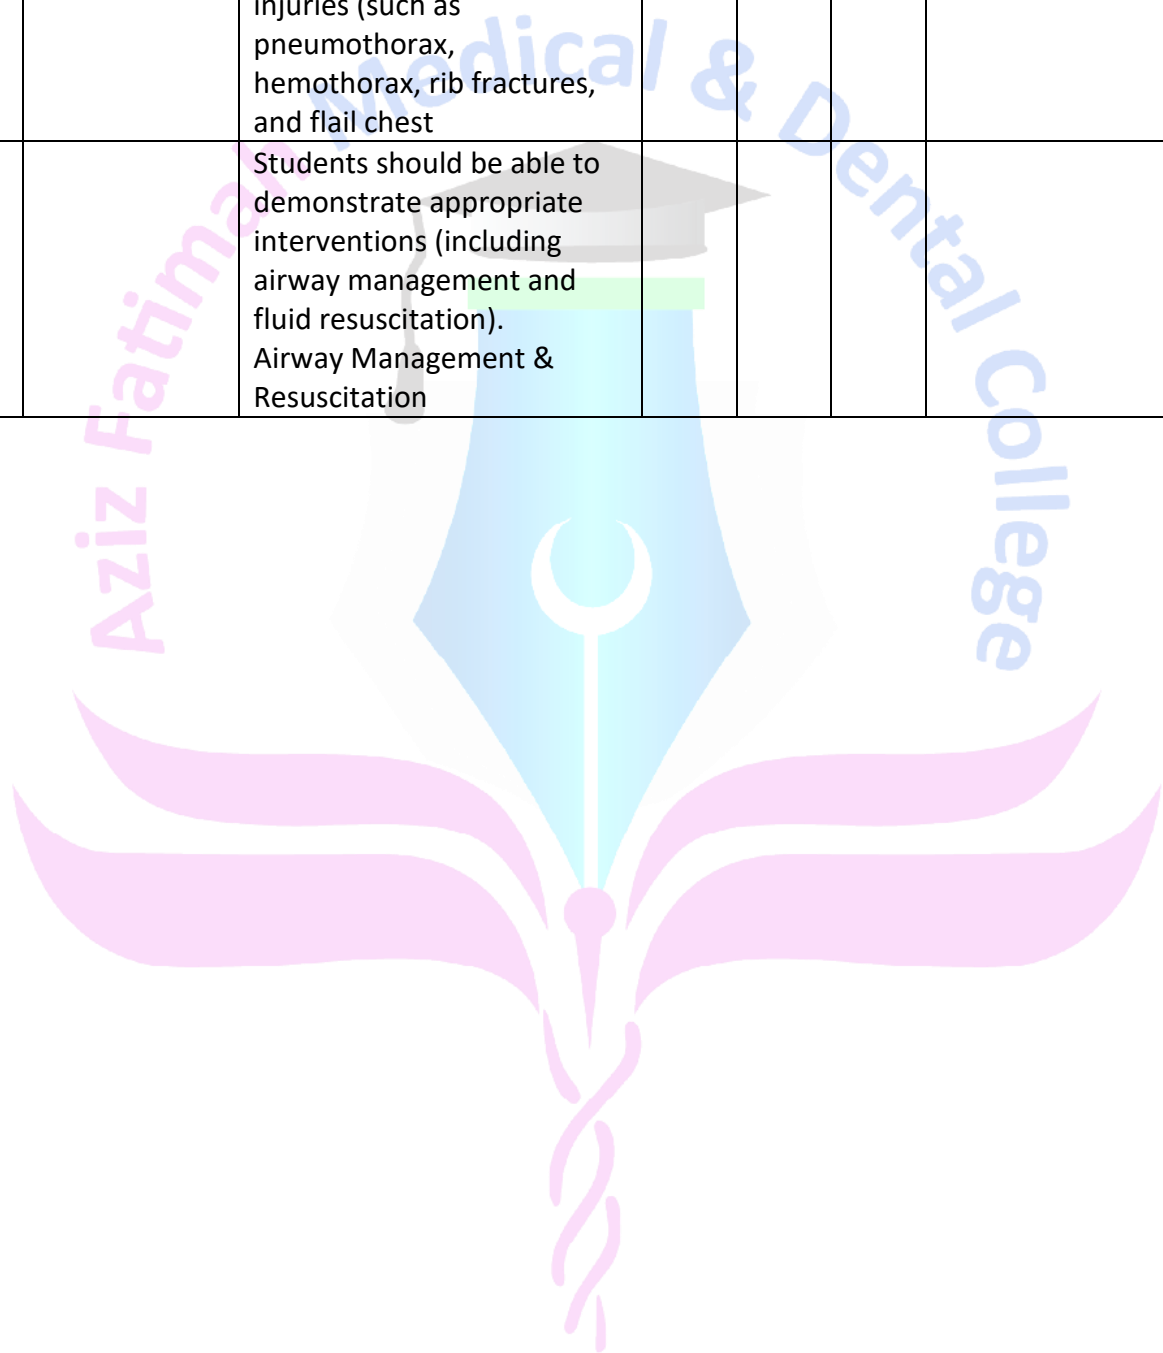 injuries (such as
pneumothorax,
hemothorax, rib fractures,
and flail chest
Students should be able to
demonstrate appropriate
interventions (including
airway management and
fluid resuscitation).
Airway Management &
Resuscitation
Aziz Fatimah Medical & Dental College